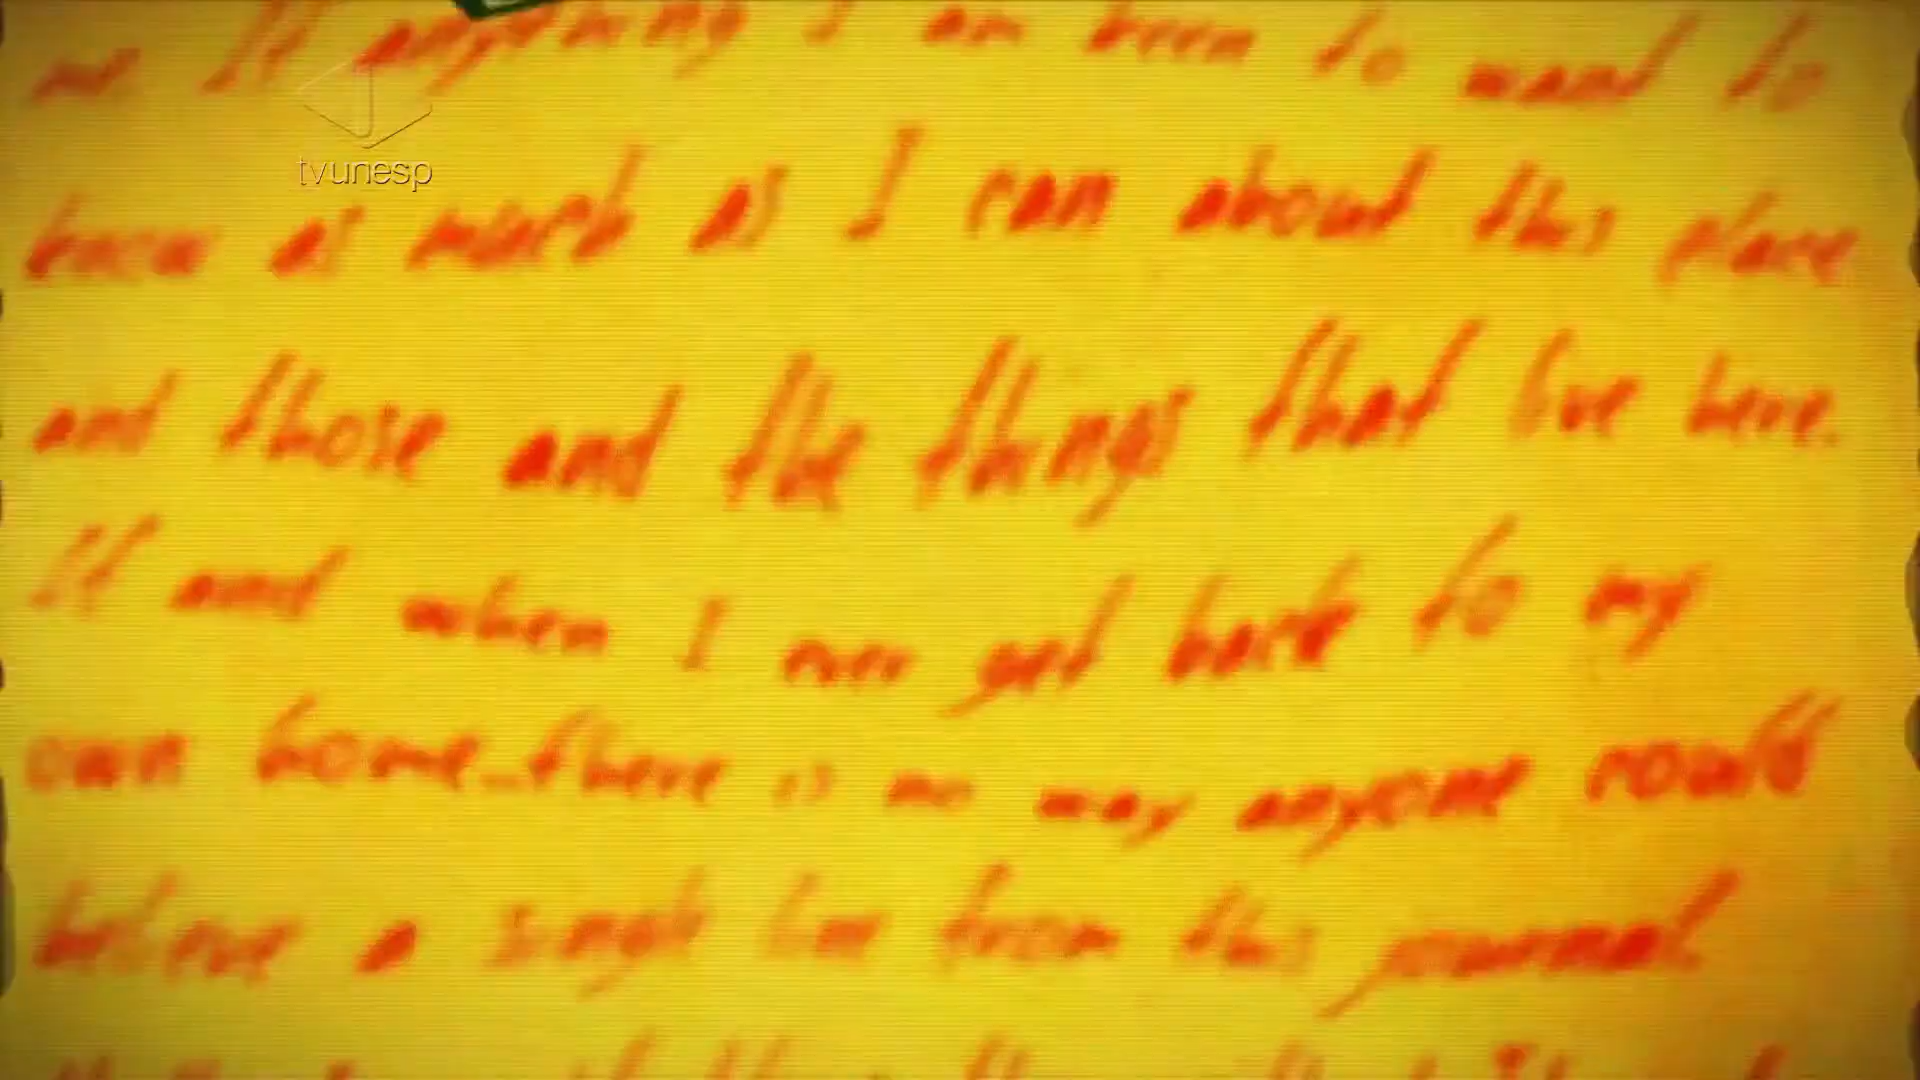 me. If anything I am keen to want to
tvunesp
know as much as I can about this place
and those and the things that live here.
If and when I ever get back to my
own home...there is no way anyone could
believe a single line from this journal.